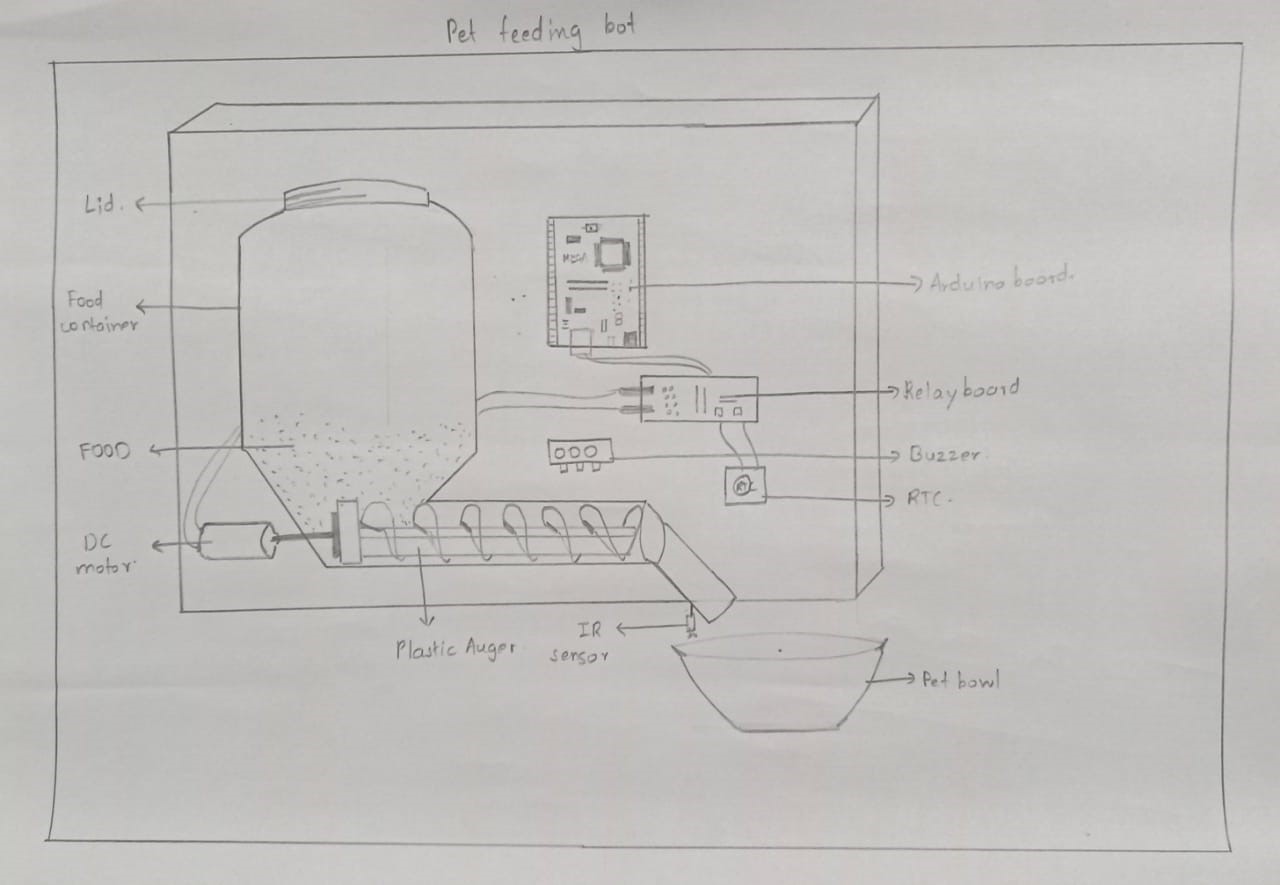 Pet feeding bot
Lid.
Food
container
FOOD
DC
motor.
Plastic Auger
IR
sensor
MEGA
Arduino board.
Relay board
Buzzer
RTC
RTC.
Pet bowl